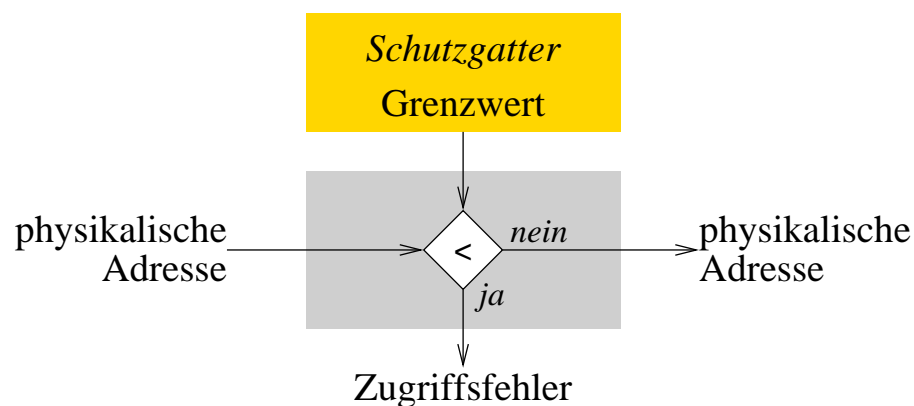 Schutzgatter
Grenzwert
physikalische
Adresse
<
nein
ja
physikalische
Adresse
Zugriffsfehler